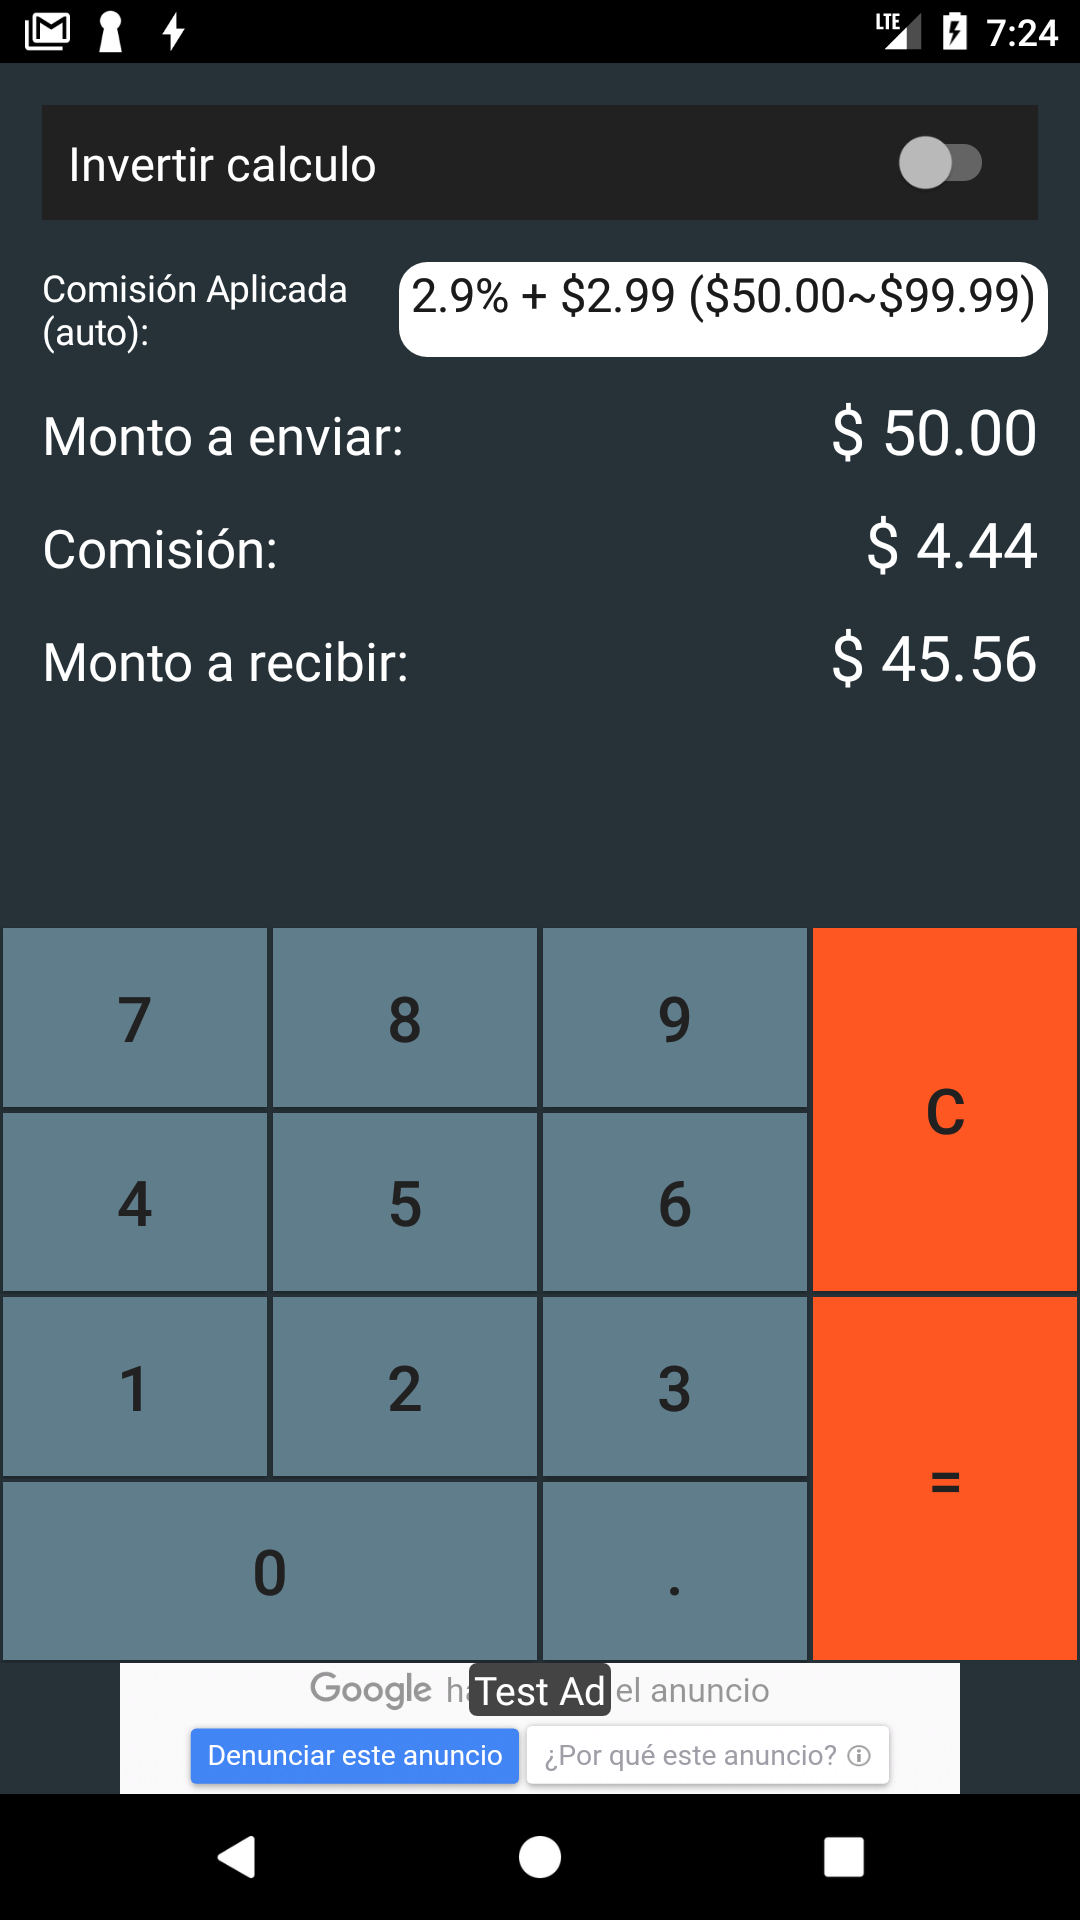 LTE 7:24
Invertir calculo
Comisión Aplicada
(auto):
2.9% + $2.99 ($50.00~$99.99)
Monto a enviar:
$ 50.00
Comisión:
$ 4.44
Monto a recibir:
$ 45.56
7 8 9
C
4 5 6
1 2 3
=
0 .
Google
Test Ad
el anuncio
Denunciar este anuncio
¿Por qué este anuncio?